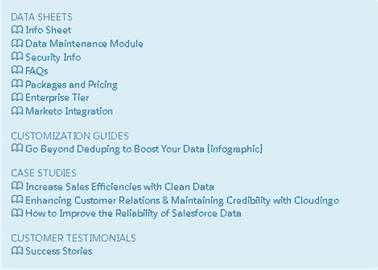 DATA SHEETS
Info Sheet
Data Maintenance Module
Security Info
FAQs
Packages and Pricing
Enterprise Tier
Marketo Integration
CUSTOMIZATION GUIDES
Go Beyond Deduping to Boost Your Data [infographic]
CASE STUDIES
Increase Sales Efficiencies with Clean Data
Enhancing Customer Relations & Maintaining Credibility with Cloudingo
How to Improve the Reliability of Salesforce Data
CUSTOMER TESTIMONIALS
Success Stories